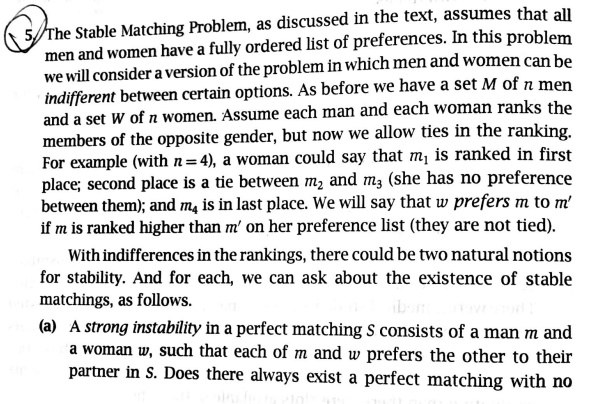 5. The Stable Matching Problem, as discussed in the text, assumes that all
men and women have a fully ordered list of preferences. In this problem
we will consider a version of the problem in which men and women can be
indifferent between certain options. As before we have a set M of n men
and a set W of n women. Assume each man and each woman ranks the
members of the opposite gender, but now we allow ties in the ranking.
For example (with n = 4), a woman could say that m₁ is ranked in first
place; second place is a tie between m₂ and m₃ (she has no preference
between them); and m₄ is in last place. We will say that w prefers m to m′
if m is ranked higher than m′ on her preference list (they are not tied).
With indifferences in the rankings, there could be two natural notions
for stability. And for each, we can ask about the existence of stable
matchings, as follows.
(a) A strong instability in a perfect matching S consists of a man m and
a woman w, such that each of m and w prefers the other to their
partner in S. Does there always exist a perfect matching with no